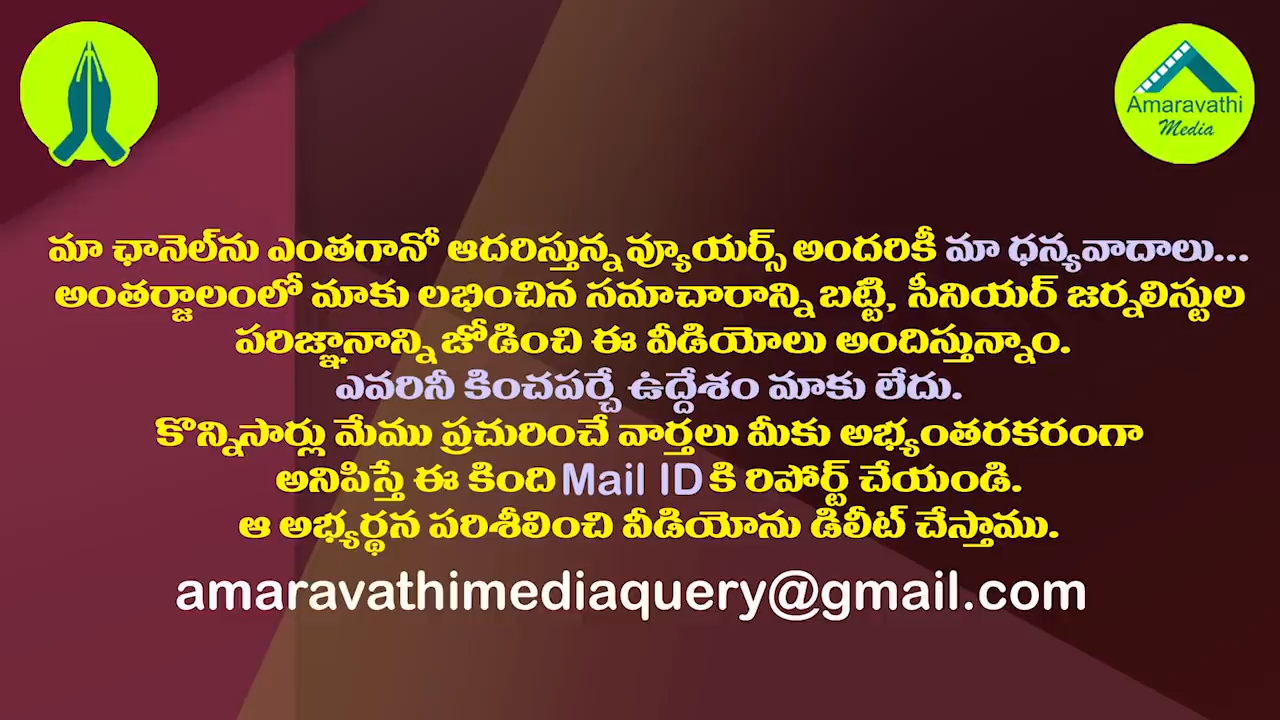 Amaravathi
Media
మా ఛానెల్‌ను ఎంతగానో ఆదరిస్తున్న వ్యూయర్స్ అందరికీ మా ధన్యవాదాలు...
అంతర్జాలంలో మాకు లభించిన సమాచారాన్ని బట్టి, సీనియర్ జర్నలిస్టుల
పరిజ్ఞానాన్ని జోడించి ఈ వీడియోలు అందిస్తున్నాం.
ఎవరినీ కించపర్చే ఉద్దేశం మాకు లేదు.
కొన్నిసార్లు మేము ప్రచురించే వార్తలు మీకు అభ్యంతరకరంగా
అనిపిస్తే ఈ కింది Mail ID కి రిపోర్ట్ చేయండి.
ఆ అభ్యర్థన పరిశీలించి వీడియోను డిలీట్ చేస్తాము.
amaravathimediaquery@gmail.com